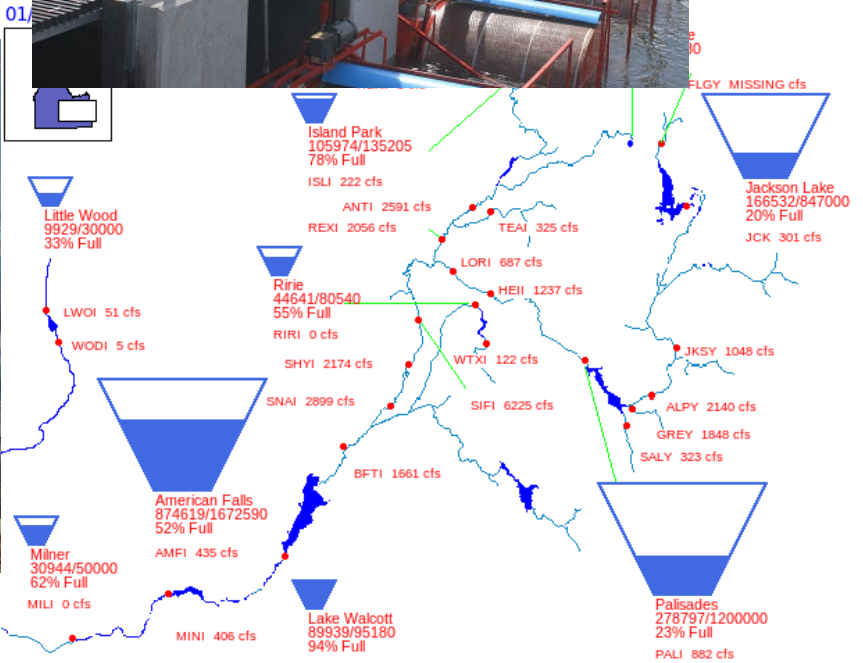 01/
FLGY MISSING cfs
Island Park
105974/135205
78% Full
ISLI 222 cfs
Jackson Lake
166532/847000
20% Full
JCK 301 cfs
Little Wood
9929/30000
33% Full
ANTI 2591 cfs
REXI 2056 cfs
TEAI 325 cfs
LORI 687 cfs
HEII 1237 cfs
Ririe
44641/80540
55% Full
RIRI 0 cfs
LWOI 51 cfs
WODI 5 cfs
SHYI 2174 cfs
WTXI 122 cfs
JKSY 1048 cfs
SNAI 2899 cfs
SIFI 6225 cfs
ALPY 2140 cfs
GREY 1848 cfs
SALY 323 cfs
BFTI 1661 cfs
American Falls
874619/1672590
52% Full
AMFI 435 cfs
Milner
30944/50000
62% Full
MILI 0 cfs
MINI 406 cfs
Lake Walcott
89939/95180
94% Full
Palisades
278797/1200000
23% Full
PALI 882 cfs